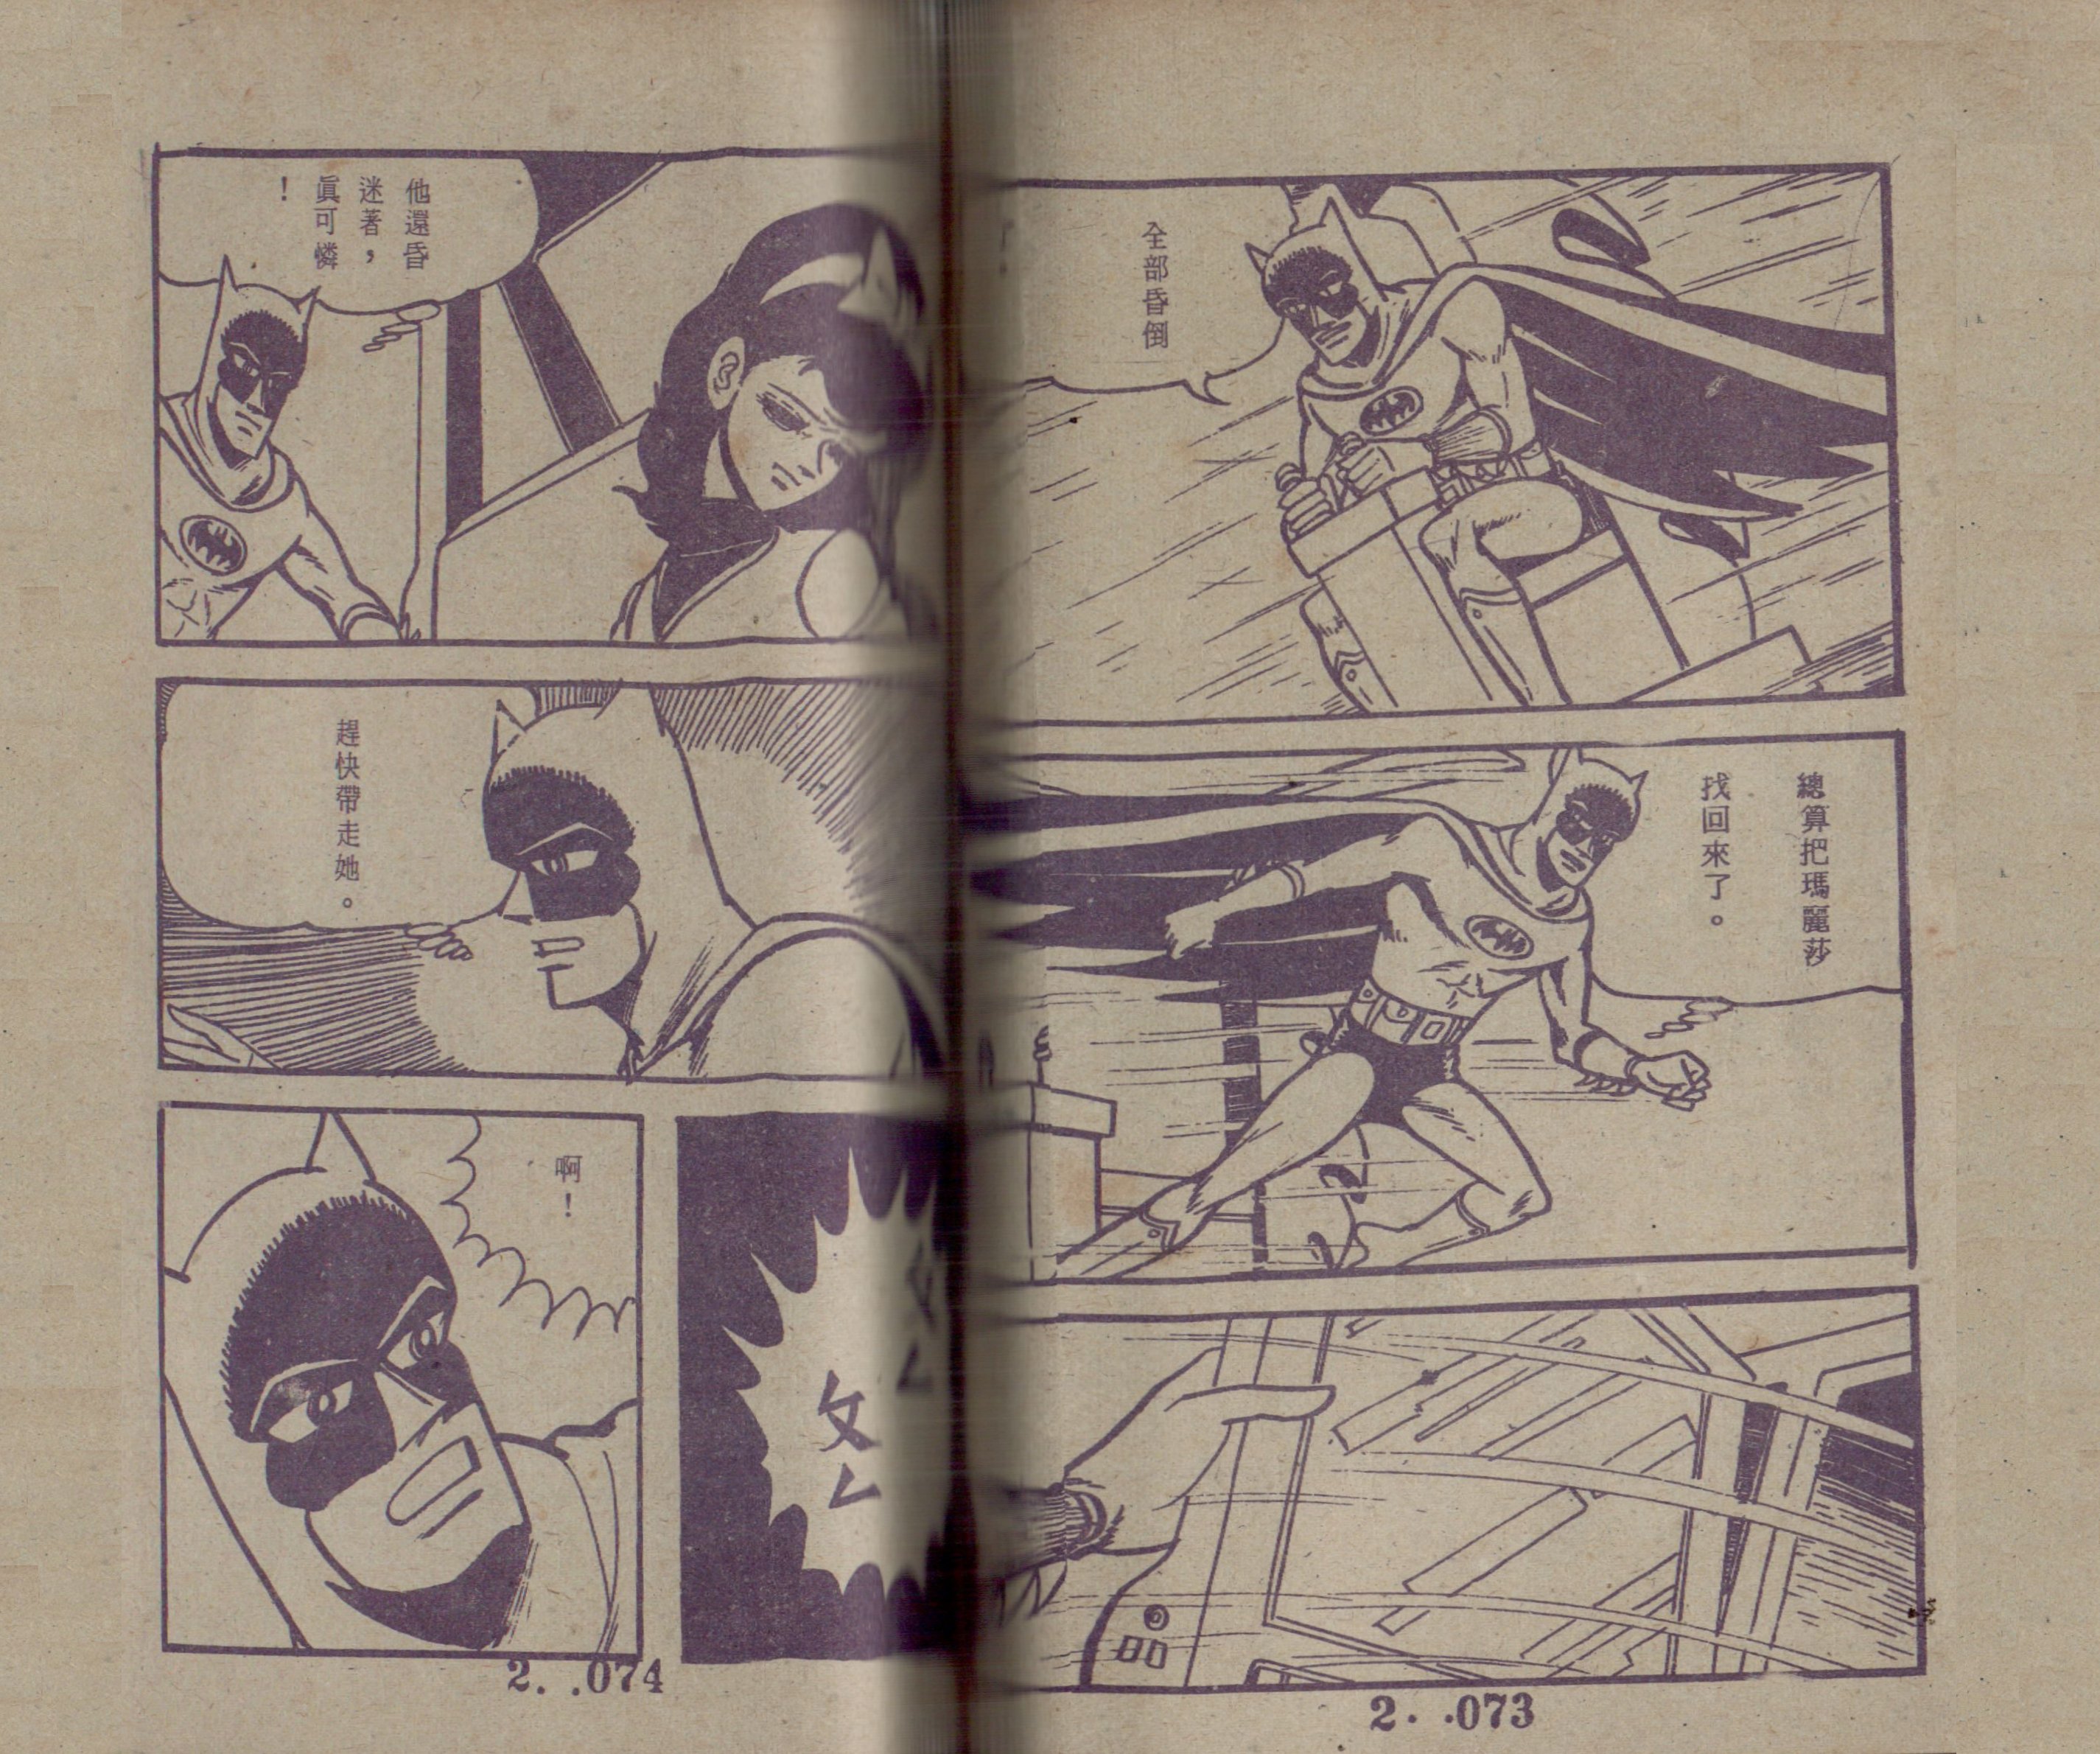 全部昏倒
總算把瑪麗莎
找回來了。
2. .073
他還昏
迷著，
眞可憐
！
趕快帶走她。
ㄆㄥ
ㄆㄥ
啊！
2. .074